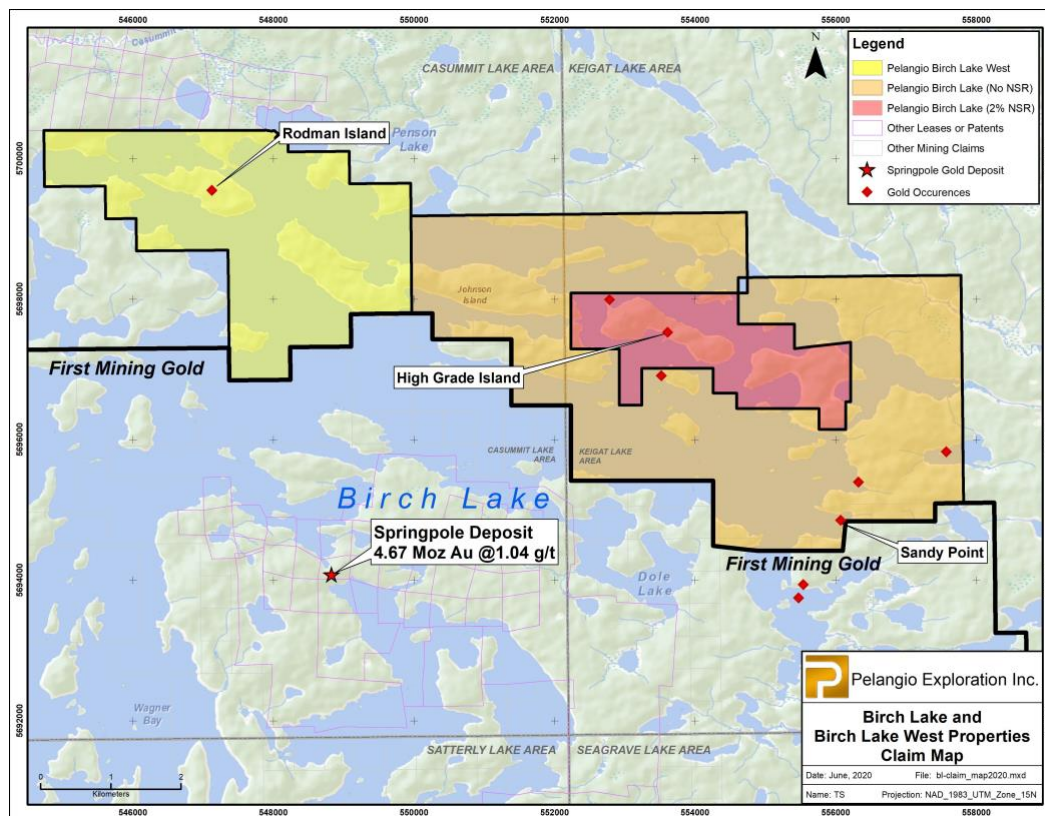 546000 548000 550000 552000 554000 556000 558000
Casummit Lake
CASUMMIT LAKE AREA KEIGAT LAKE AREA
N
Legend
Pelangio Birch Lake West
Pelangio Birch Lake (No NSR)
Pelangio Birch Lake (2% NSR)
Other Leases or Patents
Other Mining Claims
Springpole Gold Deposit
Gold Occurences
Rodman Island
Penson
Lake
5700000
5698000
Johnson
Island
First Mining Gold
High Grade Island
5696000
CASUMMIT LAKE
AREA
KEIGAT LAKE
AREA
Birch Lake
Springpole Deposit
4.67 Moz Au @1.04 g/t
Sandy Point
First Mining Gold
5694000
Dole
Lake
Pelangio Exploration Inc.
Birch Lake and
Birch Lake West Properties
Claim Map
Date: June, 2020 File: bl-claim_map2020.mxd
Name: TS Projection: NAD_1983_UTM_Zone_15N
5692000
Wagner
Bay
SATTERLY LAKE AREA SEAGRAVE LAKE AREA
0 1 2
Kilometers
546000 548000 550000 552000 554000 556000 558000